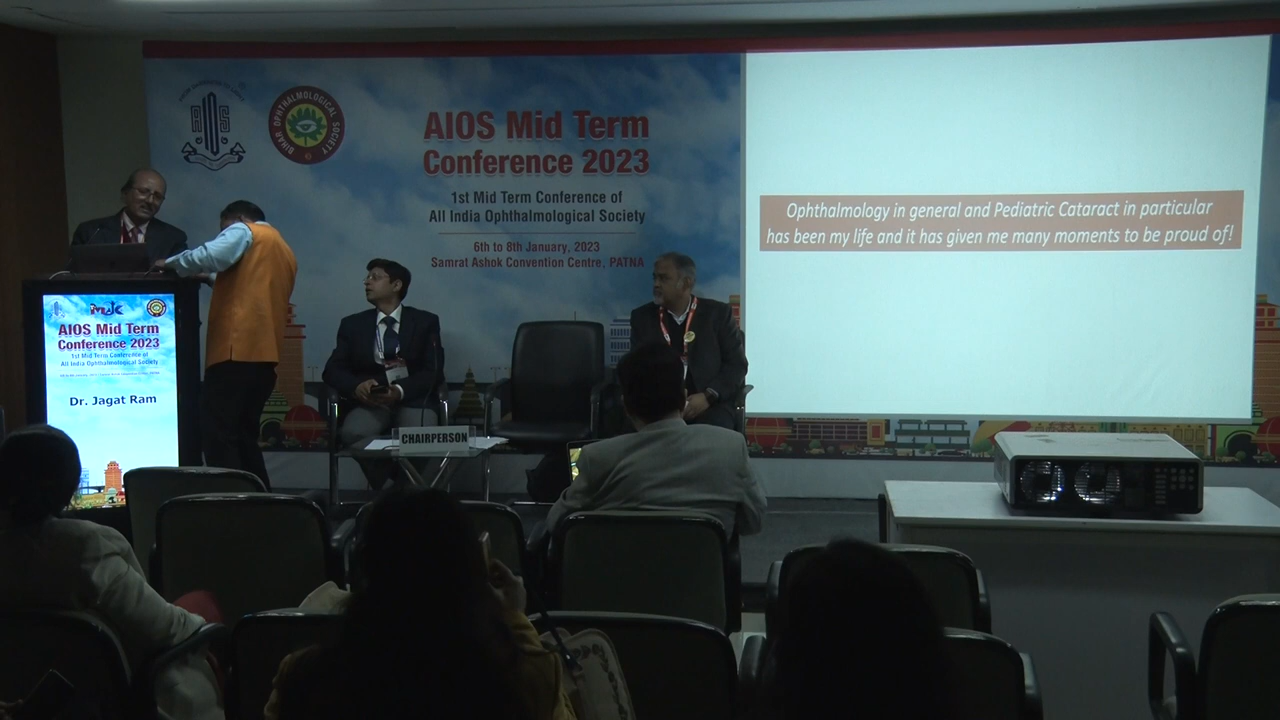 BIHAR OPHTHALMOLOGICAL SOCIETY
AIOS Mid Term
Conference 2023
1st Mid Term Conference of
All India Ophthalmological Society
6th to 8th January, 2023
Samrat Ashok Convention Centre, PATNA
Ophthalmology in general and Pediatric Cataract in particular
has been my life and it has given me many moments to be proud of!
AIOS Mid Term
Conference 2023
1st Mid Term Conference of
All India Ophthalmological Society
Dr. Jagat Ram
CHAIRPERSON